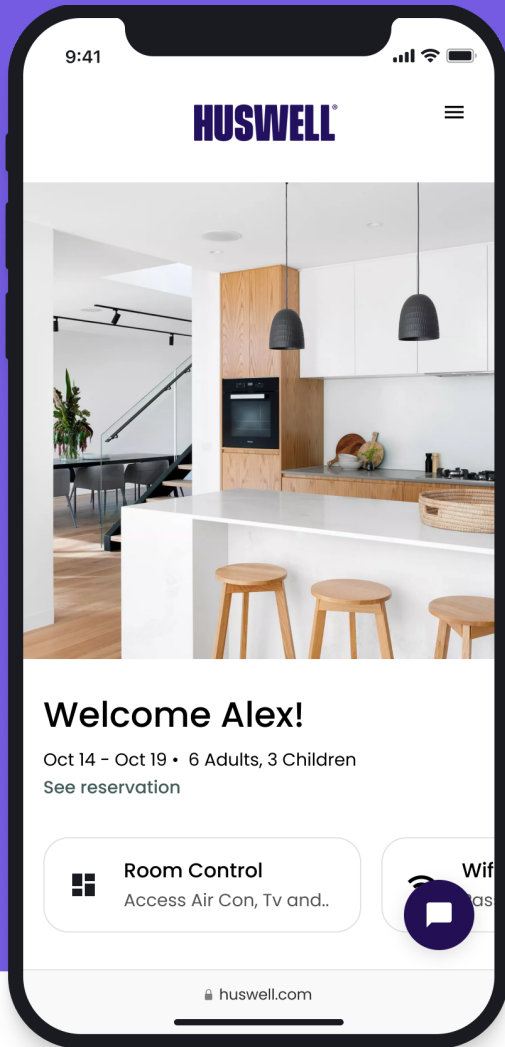 9:41
HUSWELL®
Welcome Alex!
Oct 14 - Oct 19 • 6 Adults, 3 Children
See reservation
Room Control
Access Air Con, Tv and..
Wif
huswell.com